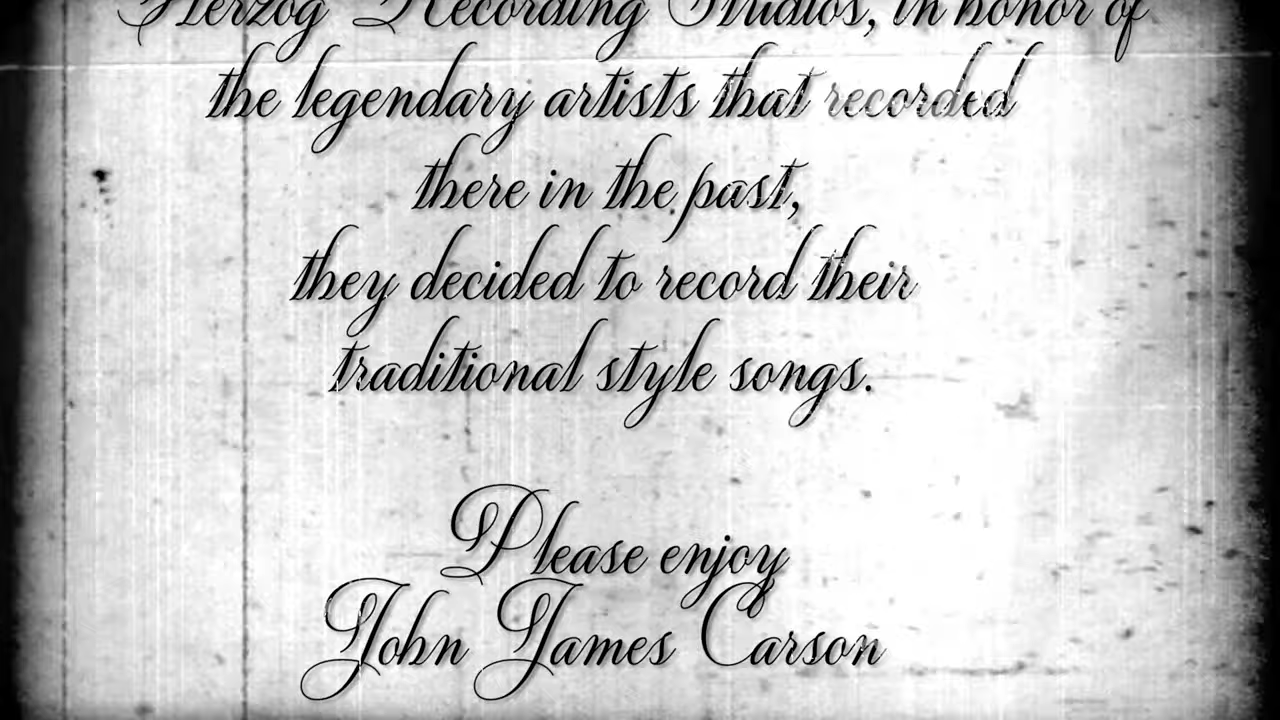 Herzog Recording Studios, in honor of
the legendary artists that recorded
there in the past,
they decided to record their
traditional style songs.
Please enjoy
John James Carson